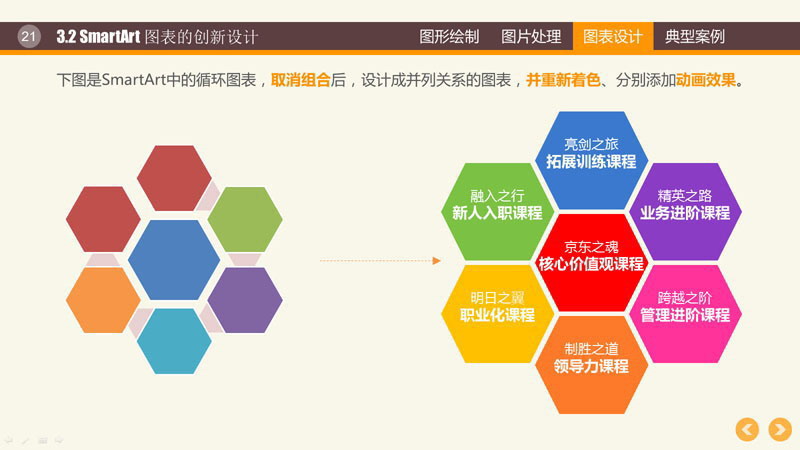 21
3.2 SmartArt 图表的创新设计
图形绘制
图片处理
图表设计
典型案例
下图是SmartArt中的循环图表，取消组合后，设计成并列关系的图表，并重新着色、分别添加动画效果。
亮剑之旅
拓展训练课程
融入之行
新人入职课程
精英之路
业务进阶课程
京东之魂
核心价值观课程
明日之翼
职业化课程
跨越之阶
管理进阶课程
制胜之道
领导力课程